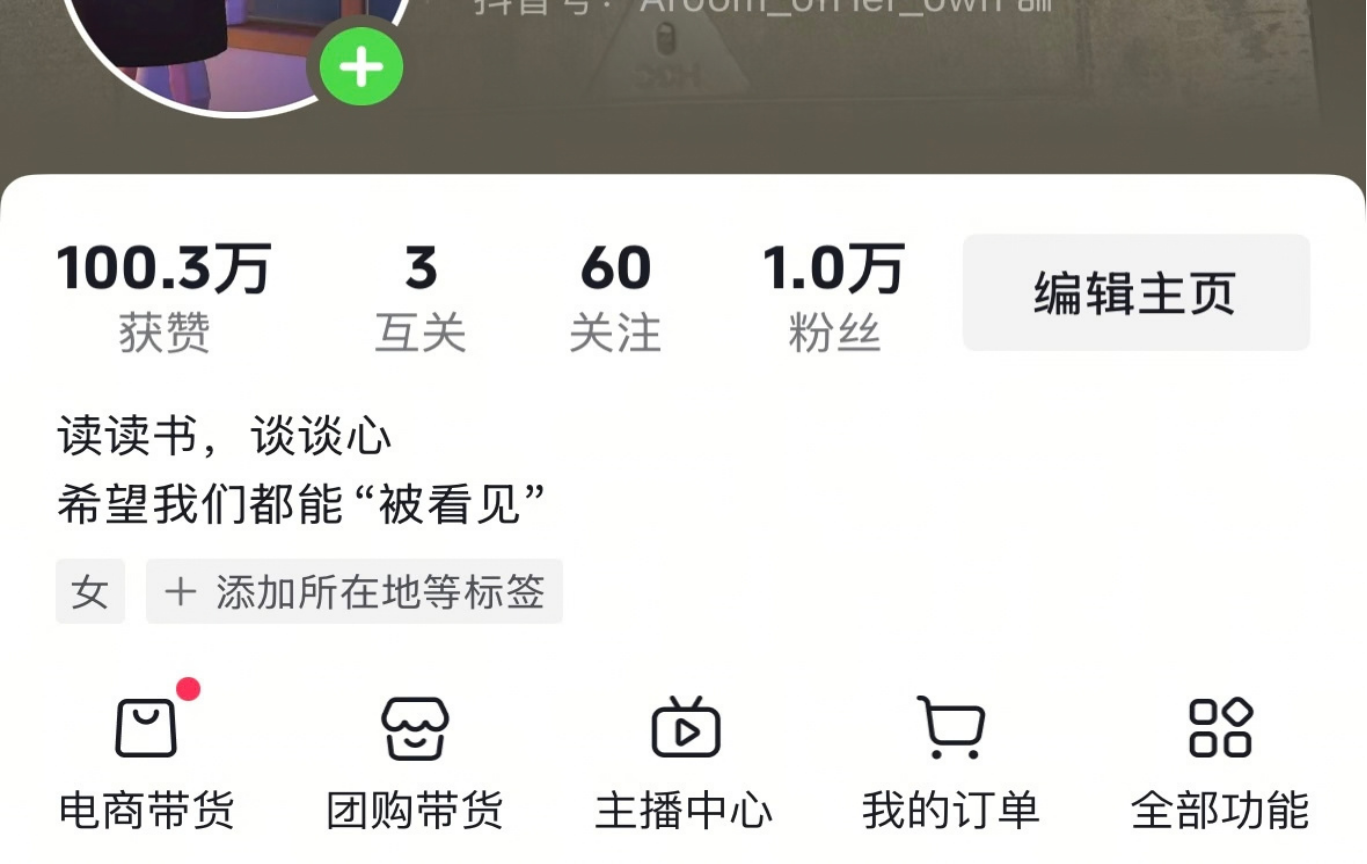 抖音号：
100.3万 3 60 1.0万
获赞 互关 关注 粉丝
编辑主页
读读书，谈谈心
希望我们都能“被看见”
女 + 添加所在地等标签
电商带货 团购带货 主播中心 我的订单 全部功能